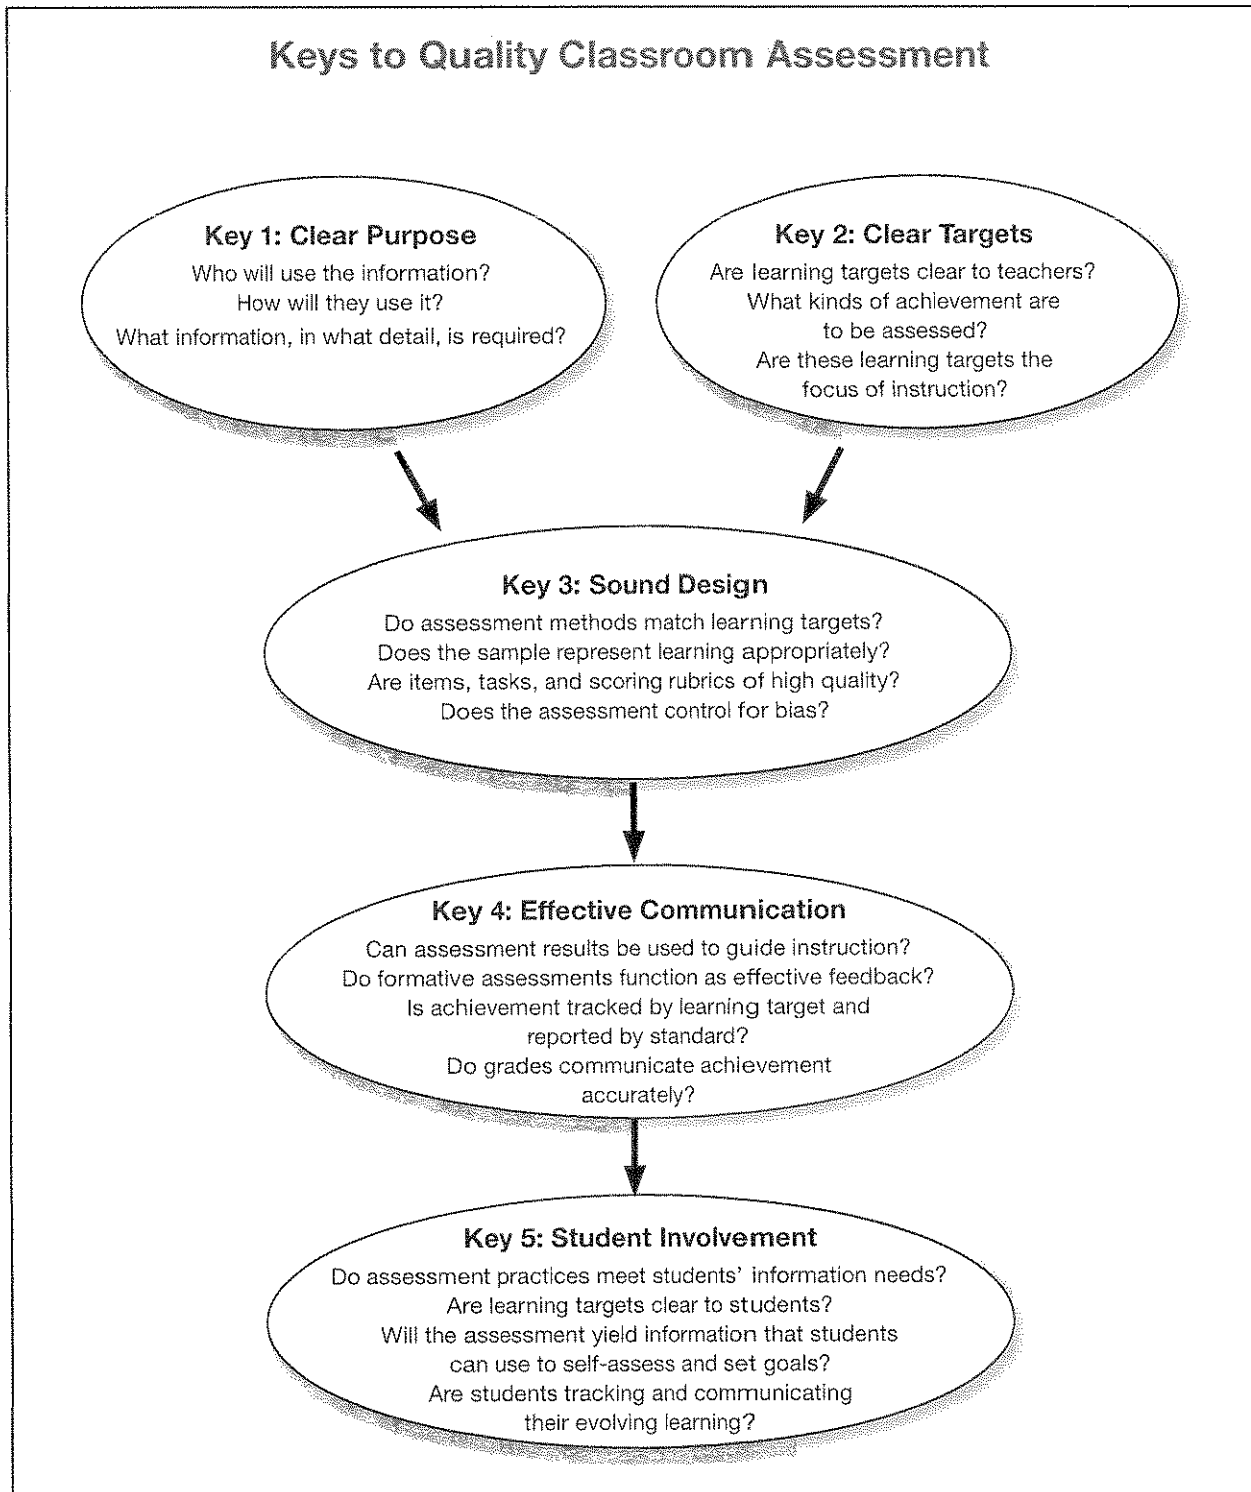 Keys to Quality Classroom Assessment
Key 1: Clear Purpose
Who will use the information?
How will they use it?
What information, in what detail, is required?
Key 2: Clear Targets
Are learning targets clear to teachers?
What kinds of achievement are
to be assessed?
Are these learning targets the
focus of instruction?
Key 3: Sound Design
Do assessment methods match learning targets?
Does the sample represent learning appropriately?
Are items, tasks, and scoring rubrics of high quality?
Does the assessment control for bias?
Key 4: Effective Communication
Can assessment results be used to guide instruction?
Do formative assessments function as effective feedback?
Is achievement tracked by learning target and
reported by standard?
Do grades communicate achievement
accurately?
Key 5: Student Involvement
Do assessment practices meet students' information needs?
Are learning targets clear to students?
Will the assessment yield information that students
can use to self-assess and set goals?
Are students tracking and communicating
their evolving learning?